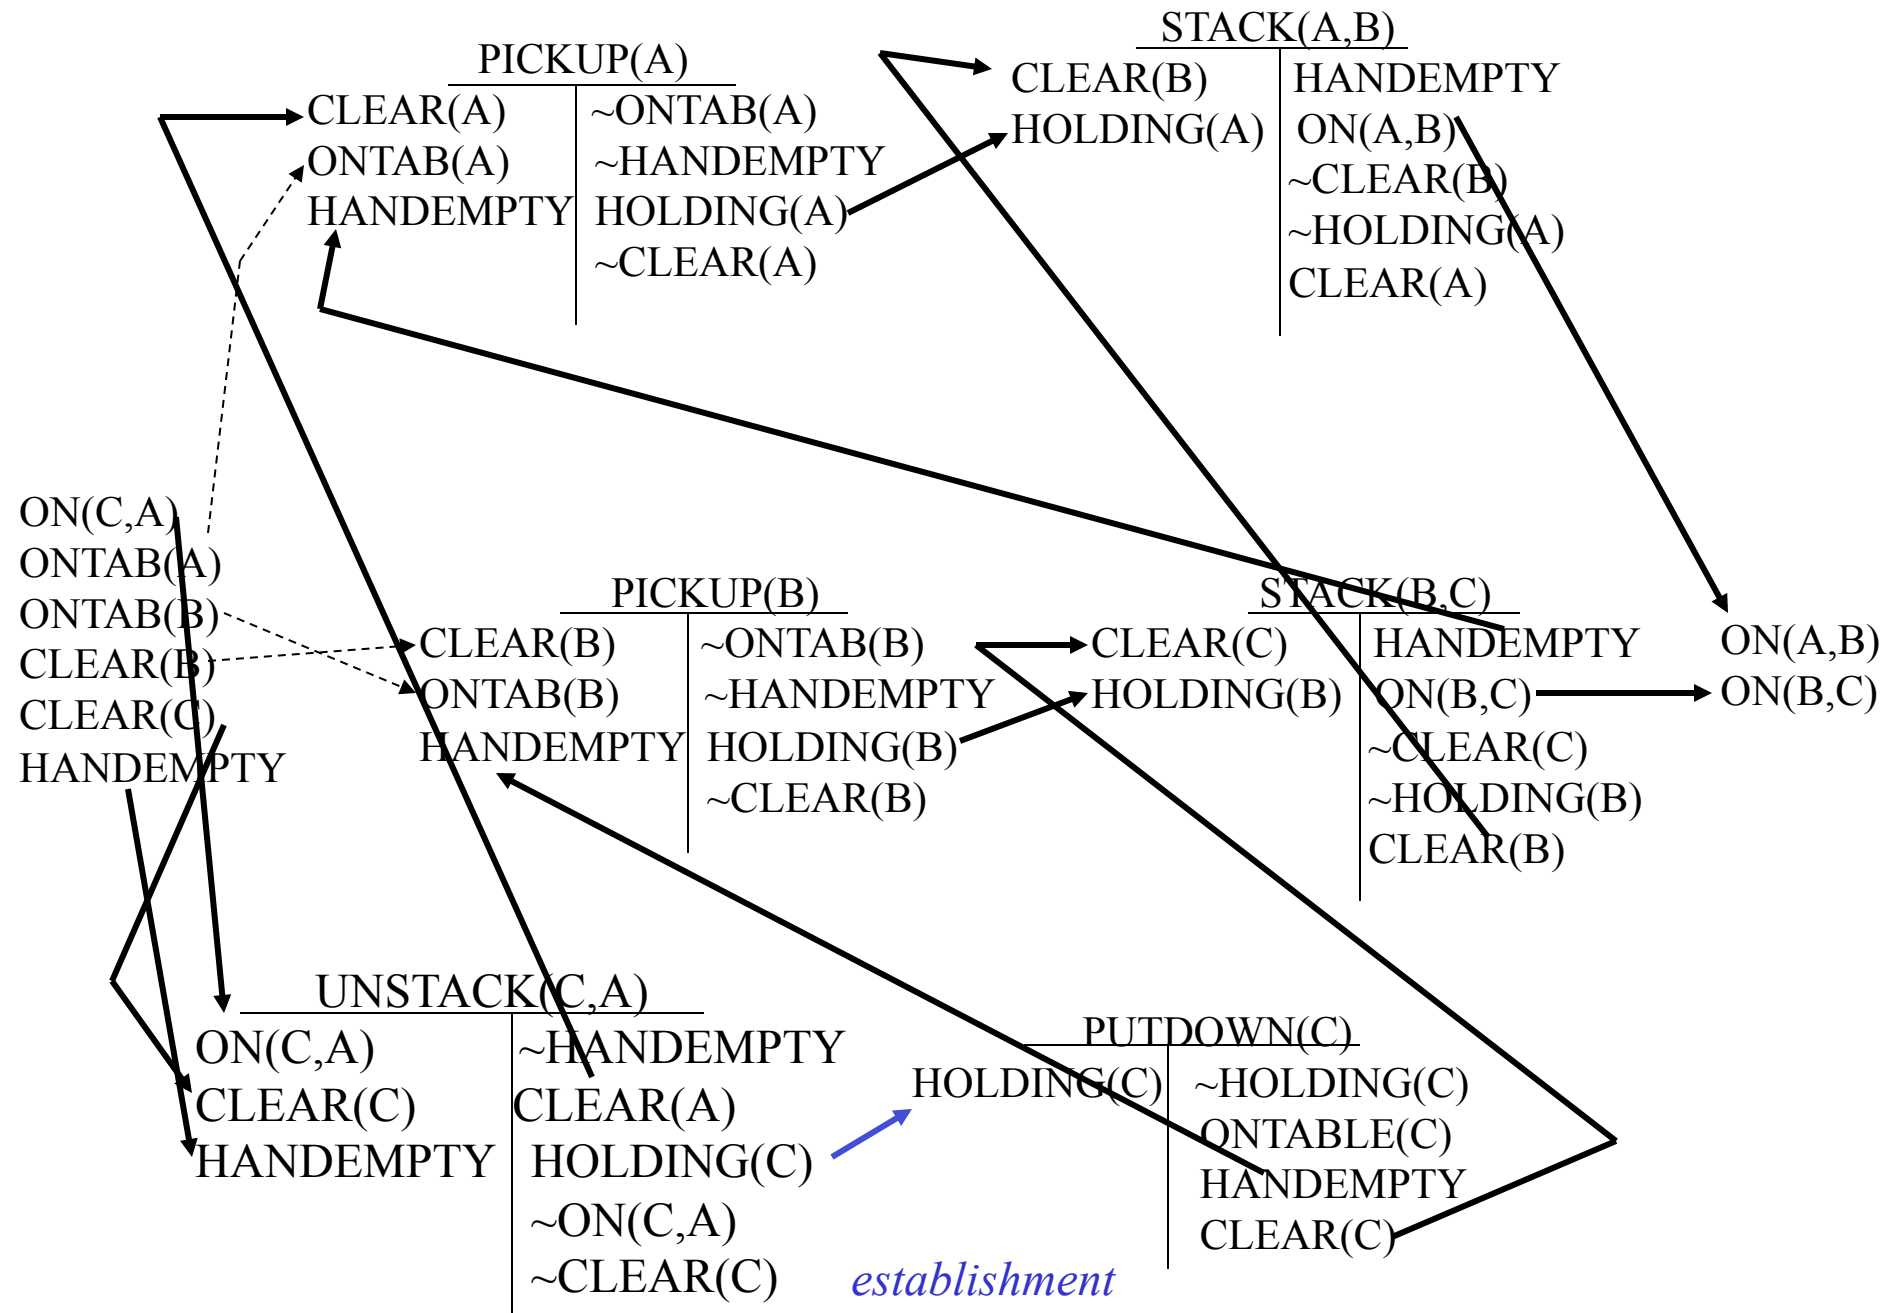 STACK(A,B)
CLEAR(B) HANDEMPTY
HOLDING(A) ON(A,B)
~CLEAR(B)
~HOLDING(A)
CLEAR(A)
PICKUP(A)
CLEAR(A) ~ONTAB(A)
ONTAB(A) ~HANDEMPTY
HANDEMPTY HOLDING(A)
~CLEAR(A)
ON(C,A)
ONTAB(A)
ONTAB(B)
CLEAR(B)
CLEAR(C)
HANDEMPTY
PICKUP(B)
CLEAR(B) ~ONTAB(B)
ONTAB(B) ~HANDEMPTY
HANDEMPTY HOLDING(B)
~CLEAR(B)
STACK(B,C)
CLEAR(C) HANDEMPTY
HOLDING(B) ON(B,C)
~CLEAR(C)
~HOLDING(B)
CLEAR(B)
ON(A,B)
ON(B,C)
UNSTACK(C,A)
ON(C,A) ~HANDEMPTY
CLEAR(C) CLEAR(A)
HANDEMPTY HOLDING(C)
~ON(C,A)
~CLEAR(C)
PUTDOWN(C)
HOLDING(C) ~HOLDING(C)
ONTABLE(C)
HANDEMPTY
CLEAR(C)
establishment